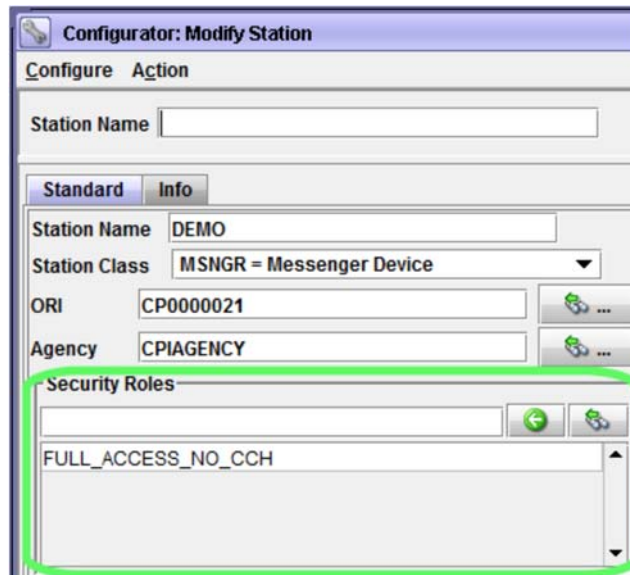 Configurator: Modify Station
Configure Action
Station Name
Standard Info
Station Name DEMO
Station Class MSNGR = Messenger Device
ORI CP0000021 ...
Agency CPIAGENCY ...
Security Roles
FULL_ACCESS_NO_CCH